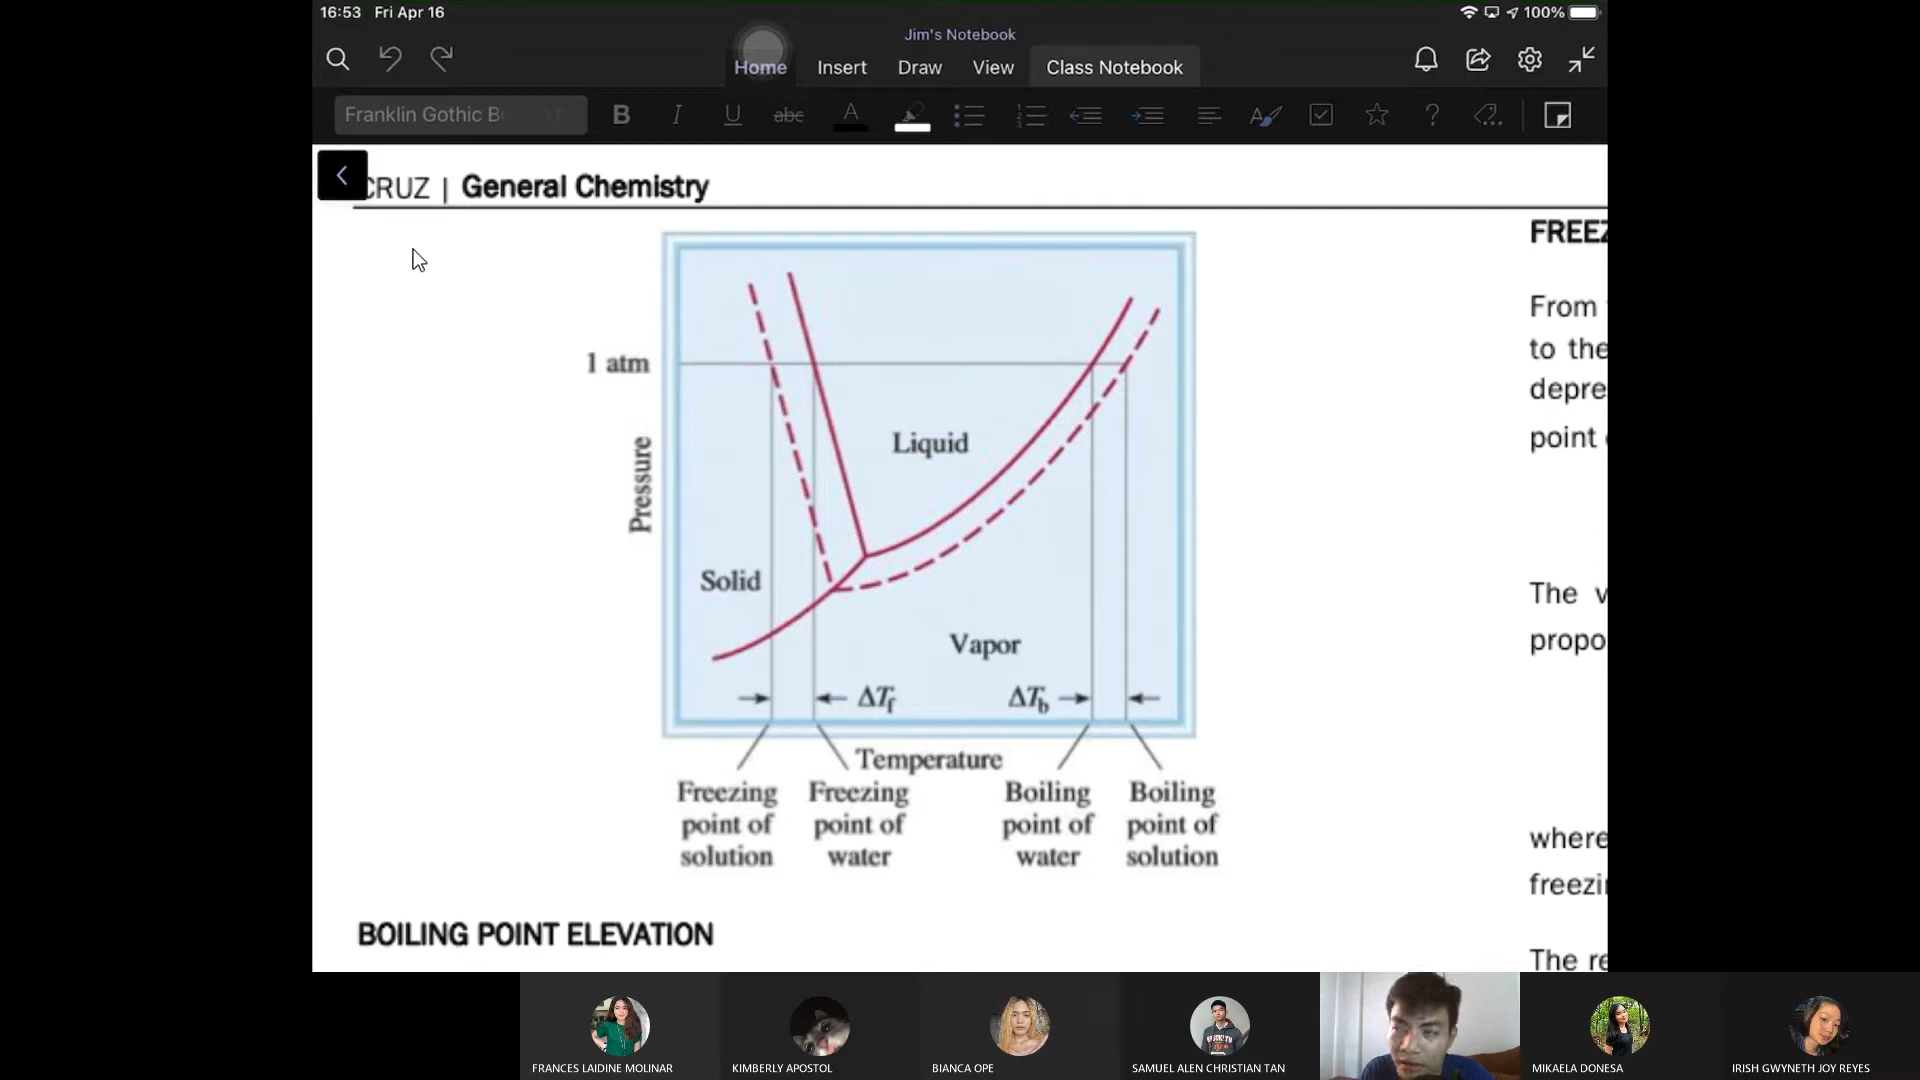 16:53 Fri Apr 16
100%
Jim's Notebook
Home Insert Draw View Class Notebook
Franklin Gothic B
B I U abc A
CRUZ | General Chemistry
1 atm
Pressure
Liquid
Solid
Vapor
ΔTf
ΔTb
Temperature
Freezing point of solution
Freezing point of water
Boiling point of water
Boiling point of solution
BOILING POINT ELEVATION
FREEZ
From
to the
depre
point
The v
propo
where
freezi
The re
FRANCES LAIDINE MOLINAR
KIMBERLY APOSTOL
BIANCA OPE
SAMUEL ALEN CHRISTIAN TAN
MIKAELA DONESA
IRISH GWYNETH JOY REYES